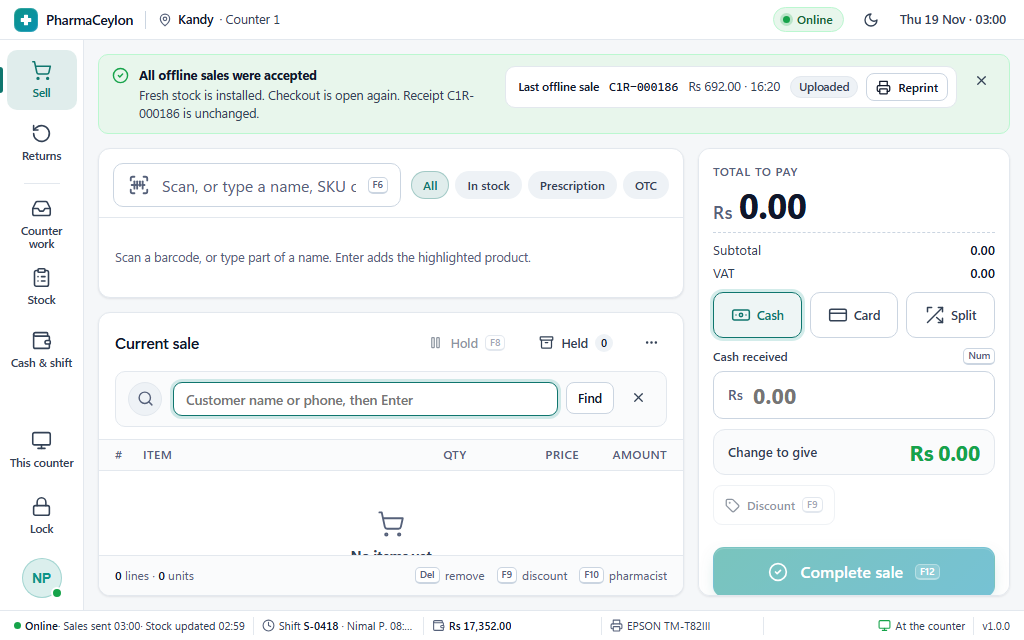 PharmaCeylon
Kandy · Counter 1
Online
Thu 19 Nov · 03:00
Sell
Returns
Counter work
Stock
Cash & shift
This counter
Lock
NP
All offline sales were accepted
Fresh stock is installed. Checkout is open again. Receipt C1R-
000186 is unchanged.
Last offline sale C1R-000186 Rs 692.00 · 16:20 Uploaded Reprint
Scan, or type a name, SKU c F6
All In stock Prescription OTC
Scan a barcode, or type part of a name. Enter adds the highlighted product.
Current sale
Hold F8 Held 0
Customer name or phone, then Enter
Find
# ITEM QTY PRICE AMOUNT
0 lines · 0 units
Del remove F9 discount F10 pharmacist
TOTAL TO PAY
Rs 0.00
Subtotal 0.00
VAT 0.00
Cash Card Split
Cash received Num
Rs 0.00
Change to give Rs 0.00
Discount F9
Complete sale F12
Online · Sales sent 03:00 · Stock updated 02:59
Shift S-0418 · Nimal P. 08:...
Rs 17,352.00
EPSON TM-T82III
At the counter
v1.0.0